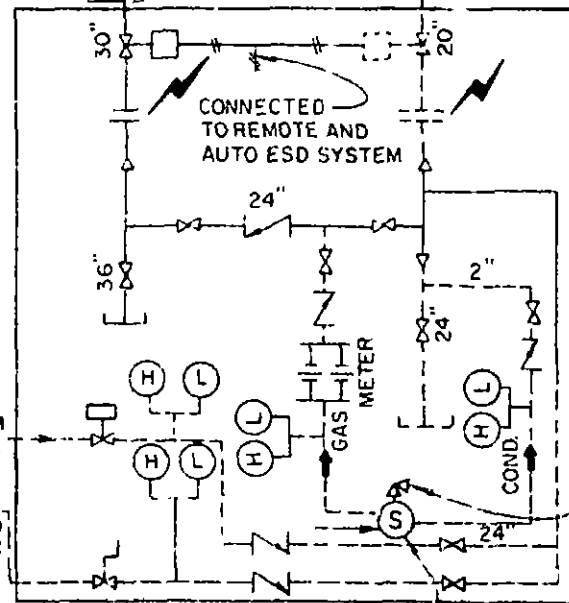 30"
20"
CONNECTED
TO REMOTE AND
AUTO ESD SYSTEM
24"
36"
2"
24"
H L
L
H
GAS
METER
L
H
COND.
H L
S
24"